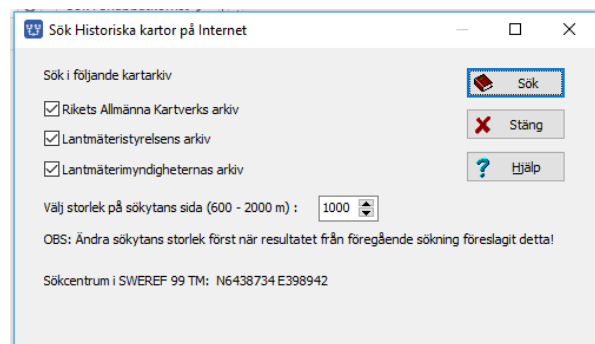 Sök Historiska kartor på Internet
Sök i följande kartarkiv
Sök
Rikets Allmänna Kartverks arkiv
Lantmäteristyrelsens arkiv
Stäng
Lantmäterimyndigheternas arkiv
Hjälp
Välj storlek på sökytans sida (600 - 2000 m) : 1000
OBS: Ändra sökytans storlek först när resultatet från föregående sökning föreslagit detta!
Sökcentrum i SWEREF 99 TM: N6438734 E398942